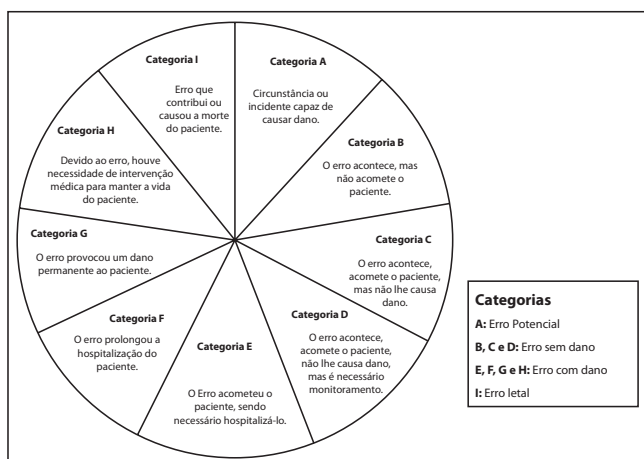 Categoria A
Circunstância ou
incidente capaz de
causar dano.
Categoria B
O erro acontece, mas
não acomete o
paciente.
Categoria C
O erro acontece,
acomete o paciente,
mas não lhe causa
dano.
Categoria D
O erro acontece,
acomete o paciente,
não lhe causa dano,
mas é necessário
monitoramento.
Categoria E
O Erro acometeu o
paciente, sendo
necessário hospitalizá-lo.
Categoria F
O erro prolongou a
hospitalização do
paciente.
Categoria G
O erro provocou um dano
permanente ao paciente.
Categoria H
Devido ao erro, houve
necessidade de intervenção
médica para manter a vida
do paciente.
Categoria I
Erro que
contribui ou
causou a morte
do paciente.
Categorias
A: Erro Potencial
B, C e D: Erro sem dano
E, F, G e H: Erro com dano
I: Erro letal